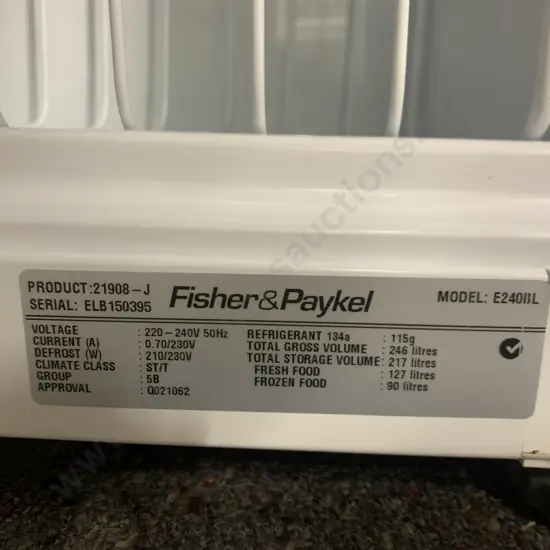 PRODUCT:21908-J
SERIAL: ELB150395
Fisher&Paykel
MODEL: E240BL
VOLTAGE : 220-240V 50Hz
CURRENT (A) : 0.70/230V
DEFROST (W) : 210/230V
CLIMATE CLASS : ST/T
GROUP : 5B
APPROVAL : Q021062
REFRIGERANT 134a : 115g
TOTAL GROSS VOLUME : 246 litres
TOTAL STORAGE VOLUME: 217 litres
FRESH FOOD : 127 litres
FROZEN FOOD : 90 litres